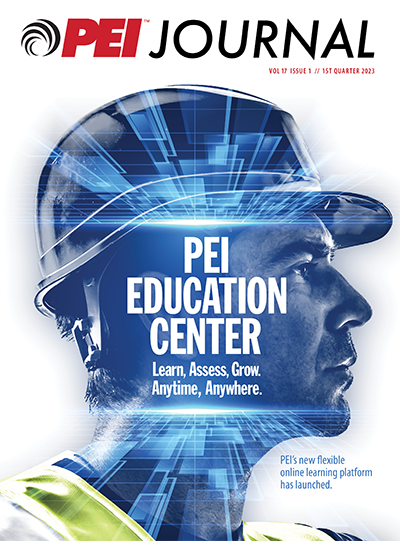 PEI™ JOURNAL
VOL 17 ISSUE 1 // 1ST QUARTER 2023
PEI
EDUCATION
CENTER
Learn, Assess, Grow.
Anytime, Anywhere.
PEI's new flexible
online learning platform
has launched.